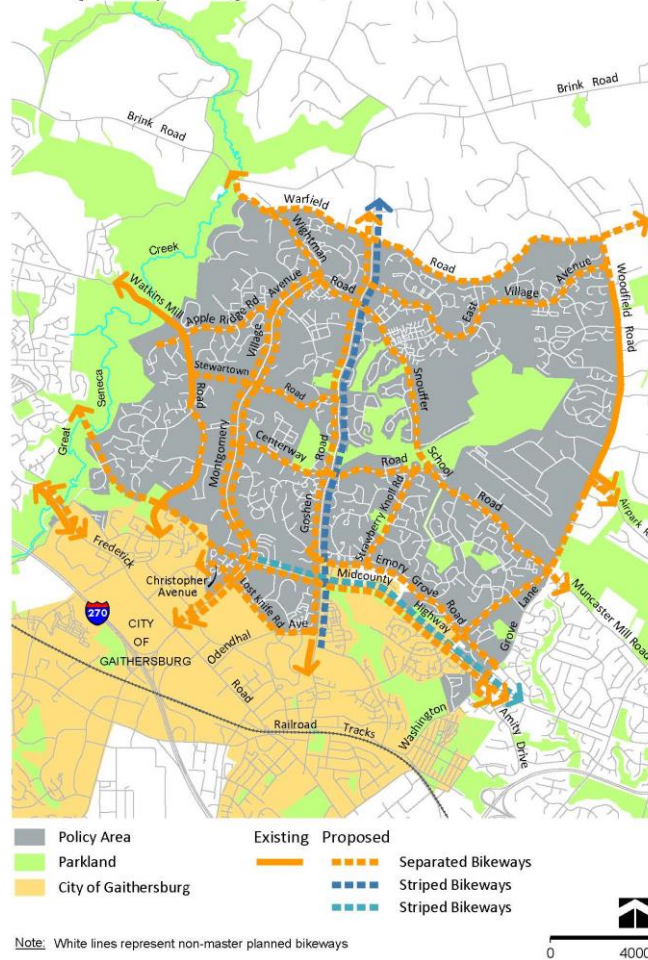 Brink Road
Brink Road
Warfield
Road
Wightman
Road
Creek
Watkins Mill
Road
Apple Ridge Rd
Village Avenue
Montgomery
East Village Avenue
Woodfield Road
Stewartown
Road
Snouffer
School
Road
Seneca
Great
Centerway
Road
Goshen Road
Strawberry Knoll Rd
Airpark
Frederick
Christopher
Avenue
Lost Knife Rd
Midcounty
Highway
Emory Grove Road
Grove Lane
Muncaster Mill Road
270
CITY
OF
GAITHERSBURG
Odendhal
Ave
Road
Railroad Tracks
Washington
Amity Drive
Policy Area
Parkland
City of Gaithersburg
Existing Proposed
Separated Bikeways
Striped Bikeways
Striped Bikeways
Note: White lines represent non-master planned bikeways
0 4000